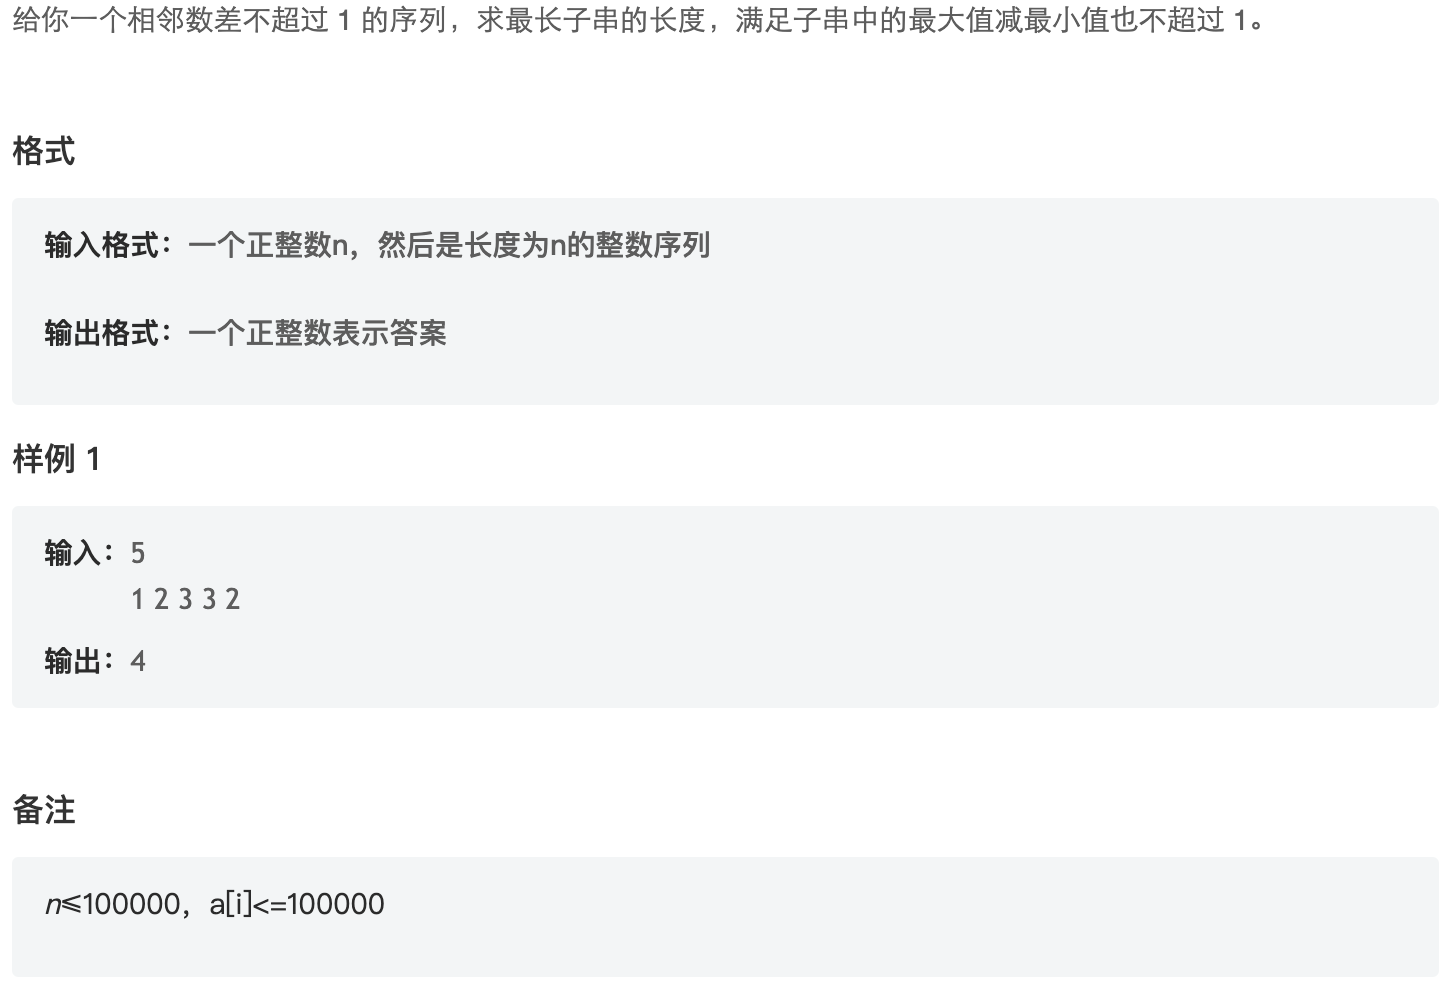 给你一个相邻数差不超过 1 的序列，求最长子串的长度，满足子串中的最大值减最小值也不超过 1。
格式
输入格式：一个正整数n，然后是长度为n的整数序列
输出格式：一个正整数表示答案
样例 1
输入：5
1 2 3 3 2
输出：4
备注
n⩽100000，a[i]<=100000